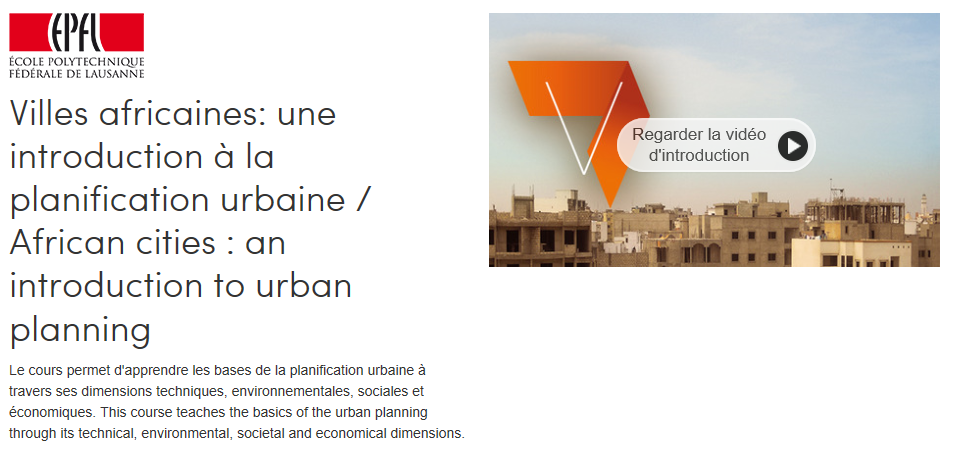 EPFL
ÉCOLE POLYTECHNIQUE
FÉDÉRALE DE LAUSANNE
Villes africaines: une
introduction à la
planification urbaine /
African cities : an
introduction to urban
planning
Le cours permet d'apprendre les bases de la planification urbaine à
travers ses dimensions techniques, environnementales, sociales et
économiques. This course teaches the basics of the urban planning
through its technical, environmental, societal and economical dimensions.
Regarder la vidéo
d'introduction